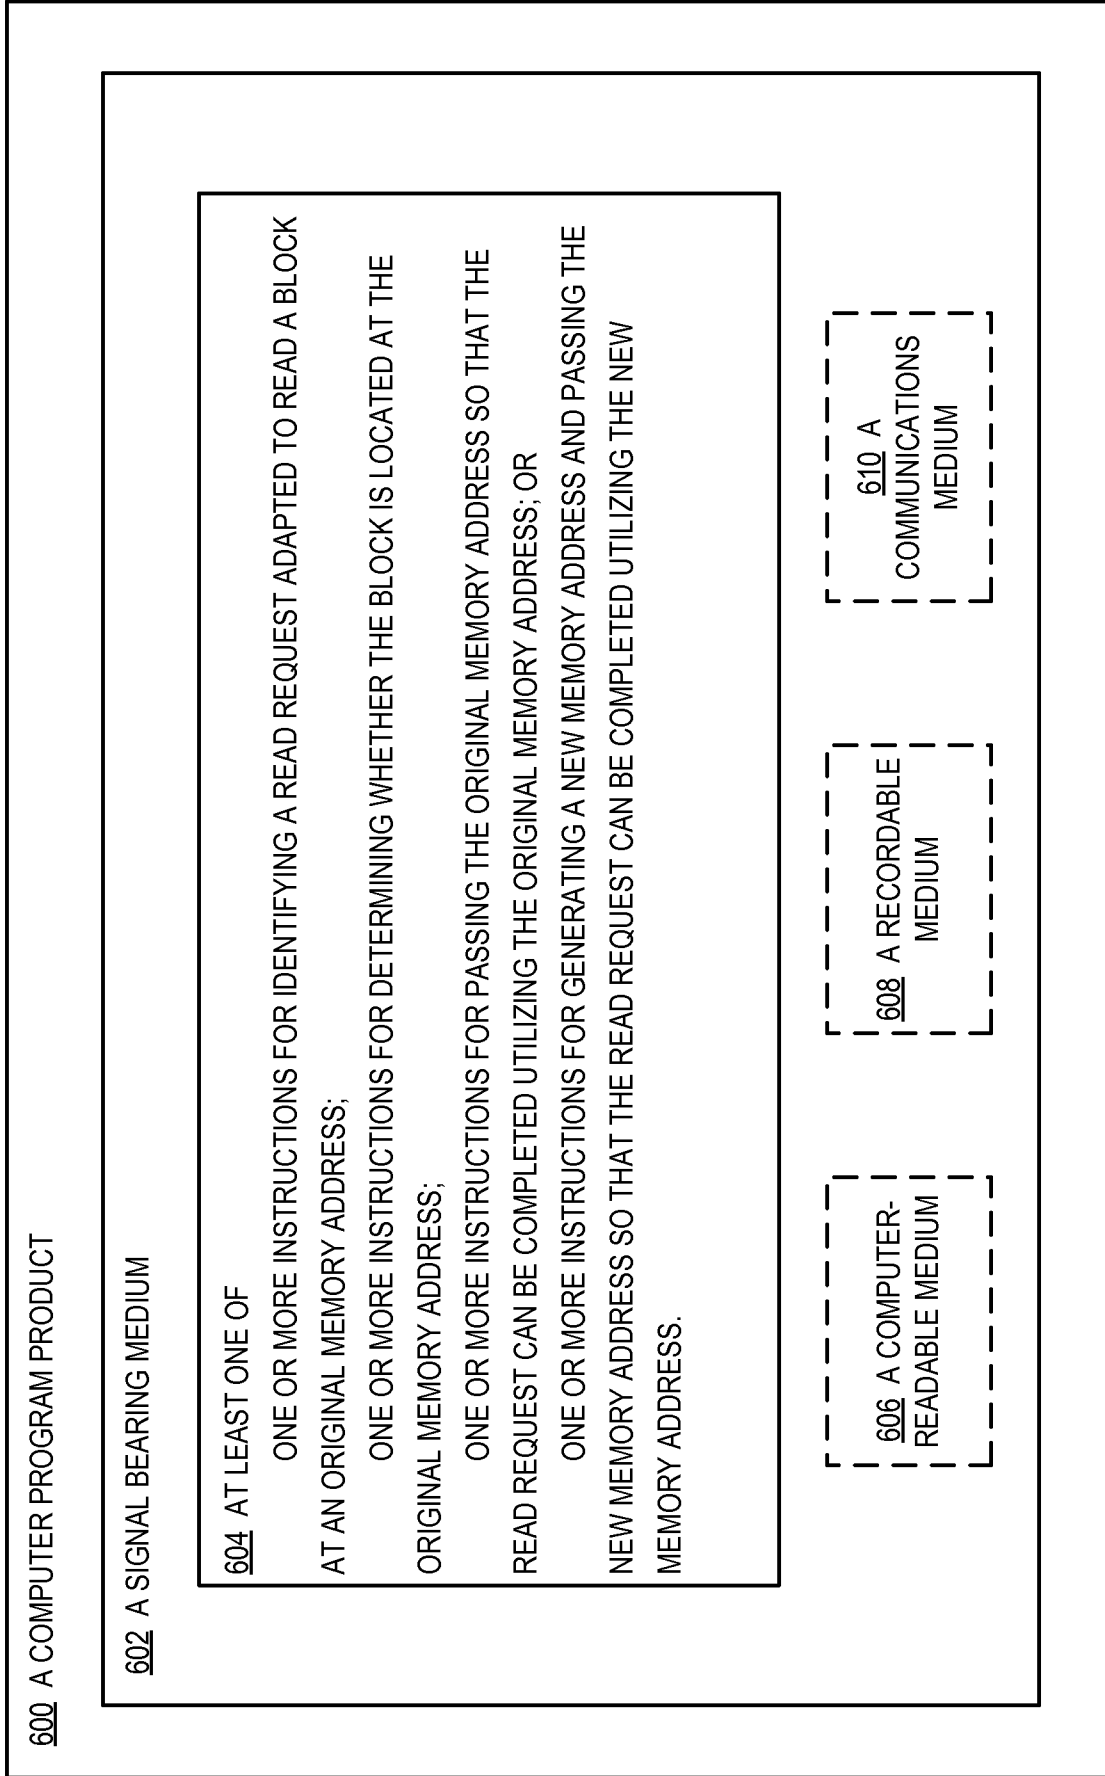 600 A COMPUTER PROGRAM PRODUCT
602 A SIGNAL BEARING MEDIUM
604 AT LEAST ONE OF
ONE OR MORE INSTRUCTIONS FOR IDENTIFYING A READ REQUEST ADAPTED TO READ A BLOCK
AT AN ORIGINAL MEMORY ADDRESS;
ONE OR MORE INSTRUCTIONS FOR DETERMINING WHETHER THE BLOCK IS LOCATED AT THE
ORIGINAL MEMORY ADDRESS;
ONE OR MORE INSTRUCTIONS FOR PASSING THE ORIGINAL MEMORY ADDRESS SO THAT THE
READ REQUEST CAN BE COMPLETED UTILIZING THE ORIGINAL MEMORY ADDRESS; OR
ONE OR MORE INSTRUCTIONS FOR GENERATING A NEW MEMORY ADDRESS AND PASSING THE
NEW MEMORY ADDRESS SO THAT THE READ REQUEST CAN BE COMPLETED UTILIZING THE NEW
MEMORY ADDRESS.
606 A COMPUTER-
READABLE MEDIUM
608 A RECORDABLE
MEDIUM
610 A
COMMUNICATIONS
MEDIUM